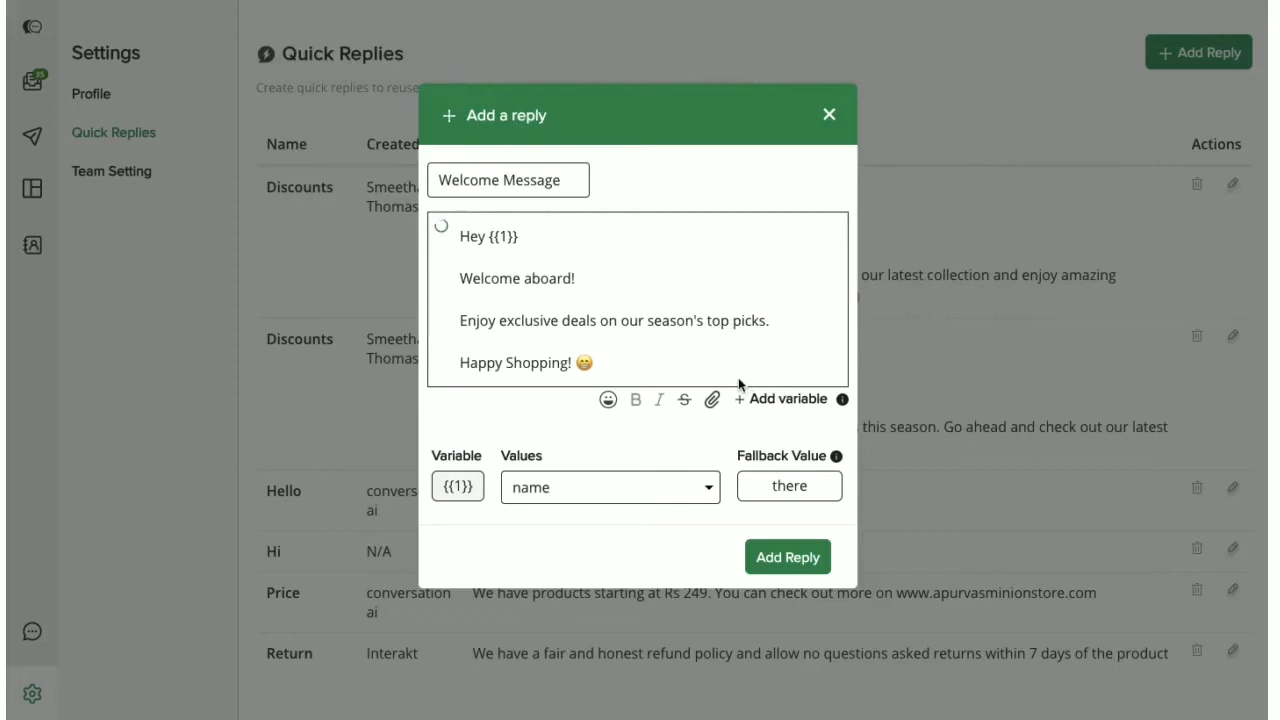 Settings
Profile
Quick Replies
Team Setting
35
Quick Replies
+ Add Reply
Create quick replies to reuse
Name Created Actions
Discounts Smeeth
Thomas
our latest collection and enjoy amazing
Discounts Smeeth
Thomas
this season. Go ahead and check out our latest
Hello convers
ai
Hi N/A
Price conversation We have products starting at Rs 249. You can check out more on www.apurvasminionstore.com
ai
Return Interakt We have a fair and honest refund policy and allow no questions asked returns within 7 days of the product
+ Add a reply
Welcome Message
Hey {{1}}
Welcome aboard!
Enjoy exclusive deals on our season's top picks.
Happy Shopping! 😁
B I S + Add variable
Variable Values Fallback Value
{{1}} name there
Add Reply